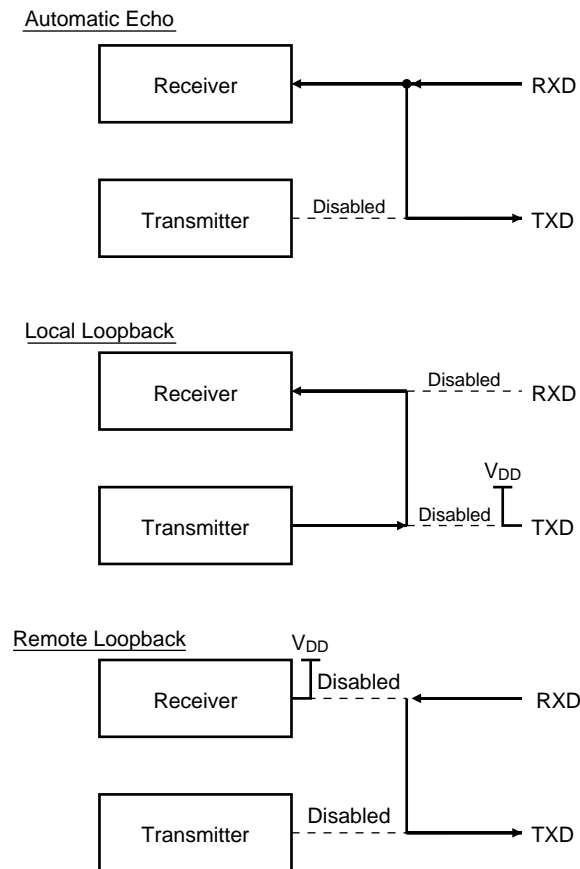 Automatic Echo
Receiver
RXD
Transmitter
Disabled
TXD
Local Loopback
Receiver
Disabled
RXD
VDD
Transmitter
Disabled
TXD
Remote Loopback
VDD
Receiver
Disabled
RXD
Transmitter
Disabled
TXD